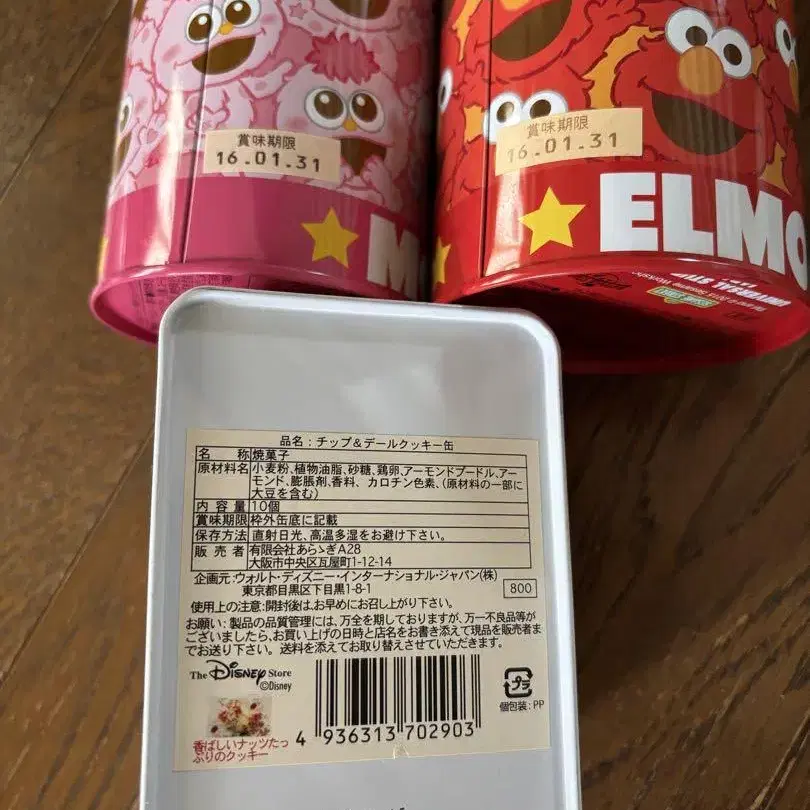 賞味期限
16.01.31
賞味期限
16.01.31
M
ELMO
品名:チップ&デールクッキー缶
名 称 焼菓子
原材料名 小麦粉、植物油脂、砂糖、鶏卵、アーモンドプードル、アー
モンド、膨脹剤、香料、カロチン色素、(原材料の一部に
大豆を含む)
内容量 10個
賞味期限 枠外缶底に記載
保存方法 直射日光、高温多湿をお避け下さい。
販売者 有限会社あらゝぎA28
大阪市中央区瓦屋町1-12-14
企画元:ウォルト・ディズニー・インターナショナル・ジャパン(株)
東京都目黒区下目黒1-8-1
800
使用上の注意:開封後は、お早めにお召し上がり下さい。
お願い:製品の品質管理には、万全を期しておりますが、万一不良品等が
ございましたら、お買い上げの日時と店名をお書き添えて現品を販売者ま
でお送り下さい。送料を添えてお取り替えさせていただきます。
The Disney Store
©Disney
プラ
個包装:PP
香ばしいナッツたっ
ぷりのクッキー
4 936313 702903